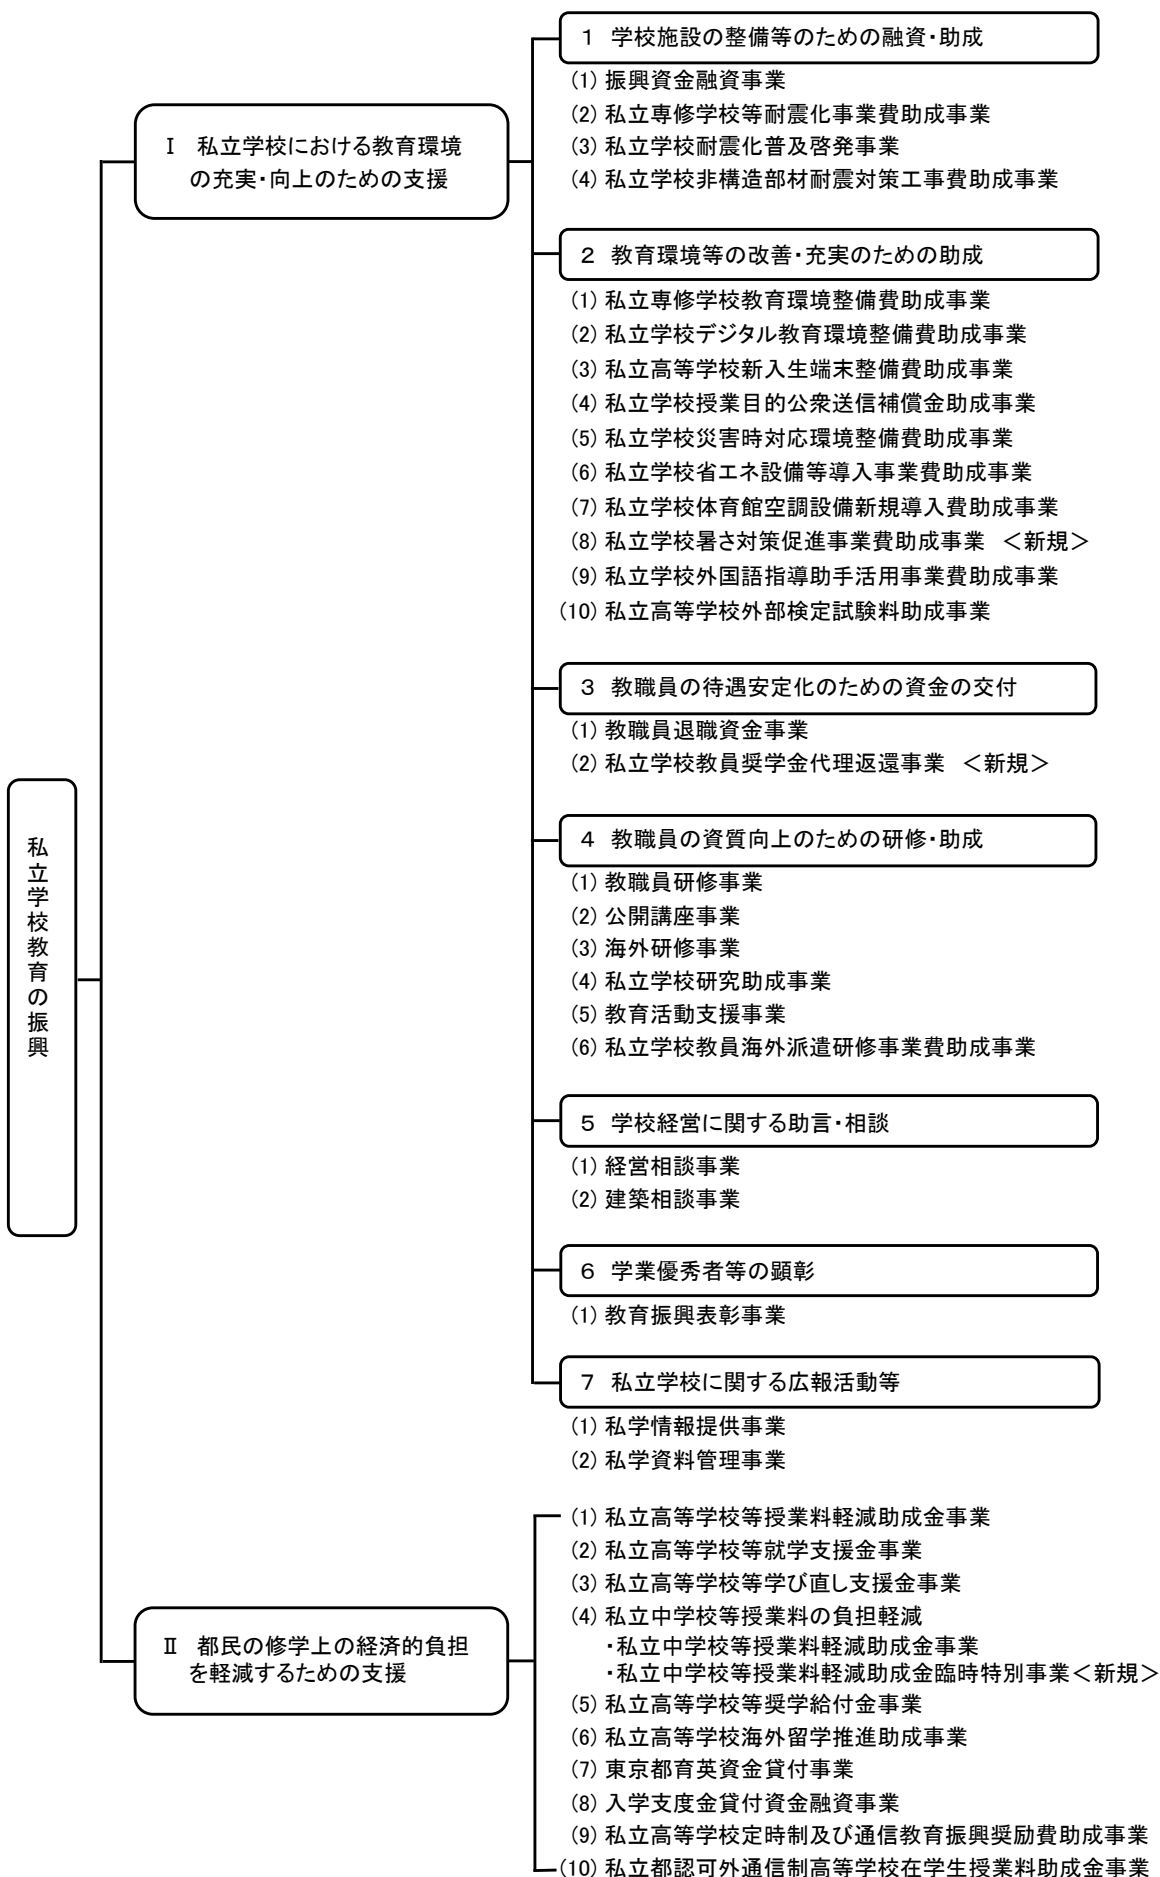 私立学校教育の振興
Ⅰ 私立学校における教育環境
の充実・向上のための支援
1 学校施設の整備等のための融資・助成
(1) 振興資金融資事業
(2) 私立専修学校等耐震化事業費助成事業
(3) 私立学校耐震化普及啓発事業
(4) 私立学校非構造部材耐震対策工事費助成事業
2 教育環境等の改善・充実のための助成
(1) 私立専修学校教育環境整備費助成事業
(2) 私立学校デジタル教育環境整備費助成事業
(3) 私立高等学校新入生端末整備費助成事業
(4) 私立学校授業目的公衆送信補償金助成事業
(5) 私立学校災害時対応環境整備費助成事業
(6) 私立学校省エネ設備等導入事業費助成事業
(7) 私立学校体育館空調設備新規導入費助成事業
(8) 私立学校暑さ対策促進事業費助成事業 <新規>
(9) 私立学校外国語指導助手活用事業費助成事業
(10) 私立高等学校外部検定試験料助成事業
3 教職員の待遇安定化のための資金の交付
(1) 教職員退職資金事業
(2) 私立学校教員奨学金代理返還事業 <新規>
4 教職員の資質向上のための研修・助成
(1) 教職員研修事業
(2) 公開講座事業
(3) 海外研修事業
(4) 私立学校研究助成事業
(5) 教育活動支援事業
(6) 私立学校教員海外派遣研修事業費助成事業
5 学校経営に関する助言・相談
(1) 経営相談事業
(2) 建築相談事業
6 学業優秀者等の顕彰
(1) 教育振興表彰事業
7 私立学校に関する広報活動等
(1) 私学情報提供事業
(2) 私学資料管理事業
Ⅱ 都民の修学上の経済的負担
を軽減するための支援
(1) 私立高等学校等授業料軽減助成金事業
(2) 私立高等学校等就学支援金事業
(3) 私立高等学校等学び直し支援金事業
(4) 私立中学校等授業料の負担軽減
・私立中学校等授業料軽減助成金事業
・私立中学校等授業料軽減助成金臨時特別事業<新規>
(5) 私立高等学校等奨学給付金事業
(6) 私立高等学校海外留学推進助成事業
(7) 東京都育英資金貸付事業
(8) 入学支度金貸付資金融資事業
(9) 私立高等学校定時制及び通信教育振興奨励費助成事業
(10) 私立都認可外通信制高等学校在学生授業料助成金事業